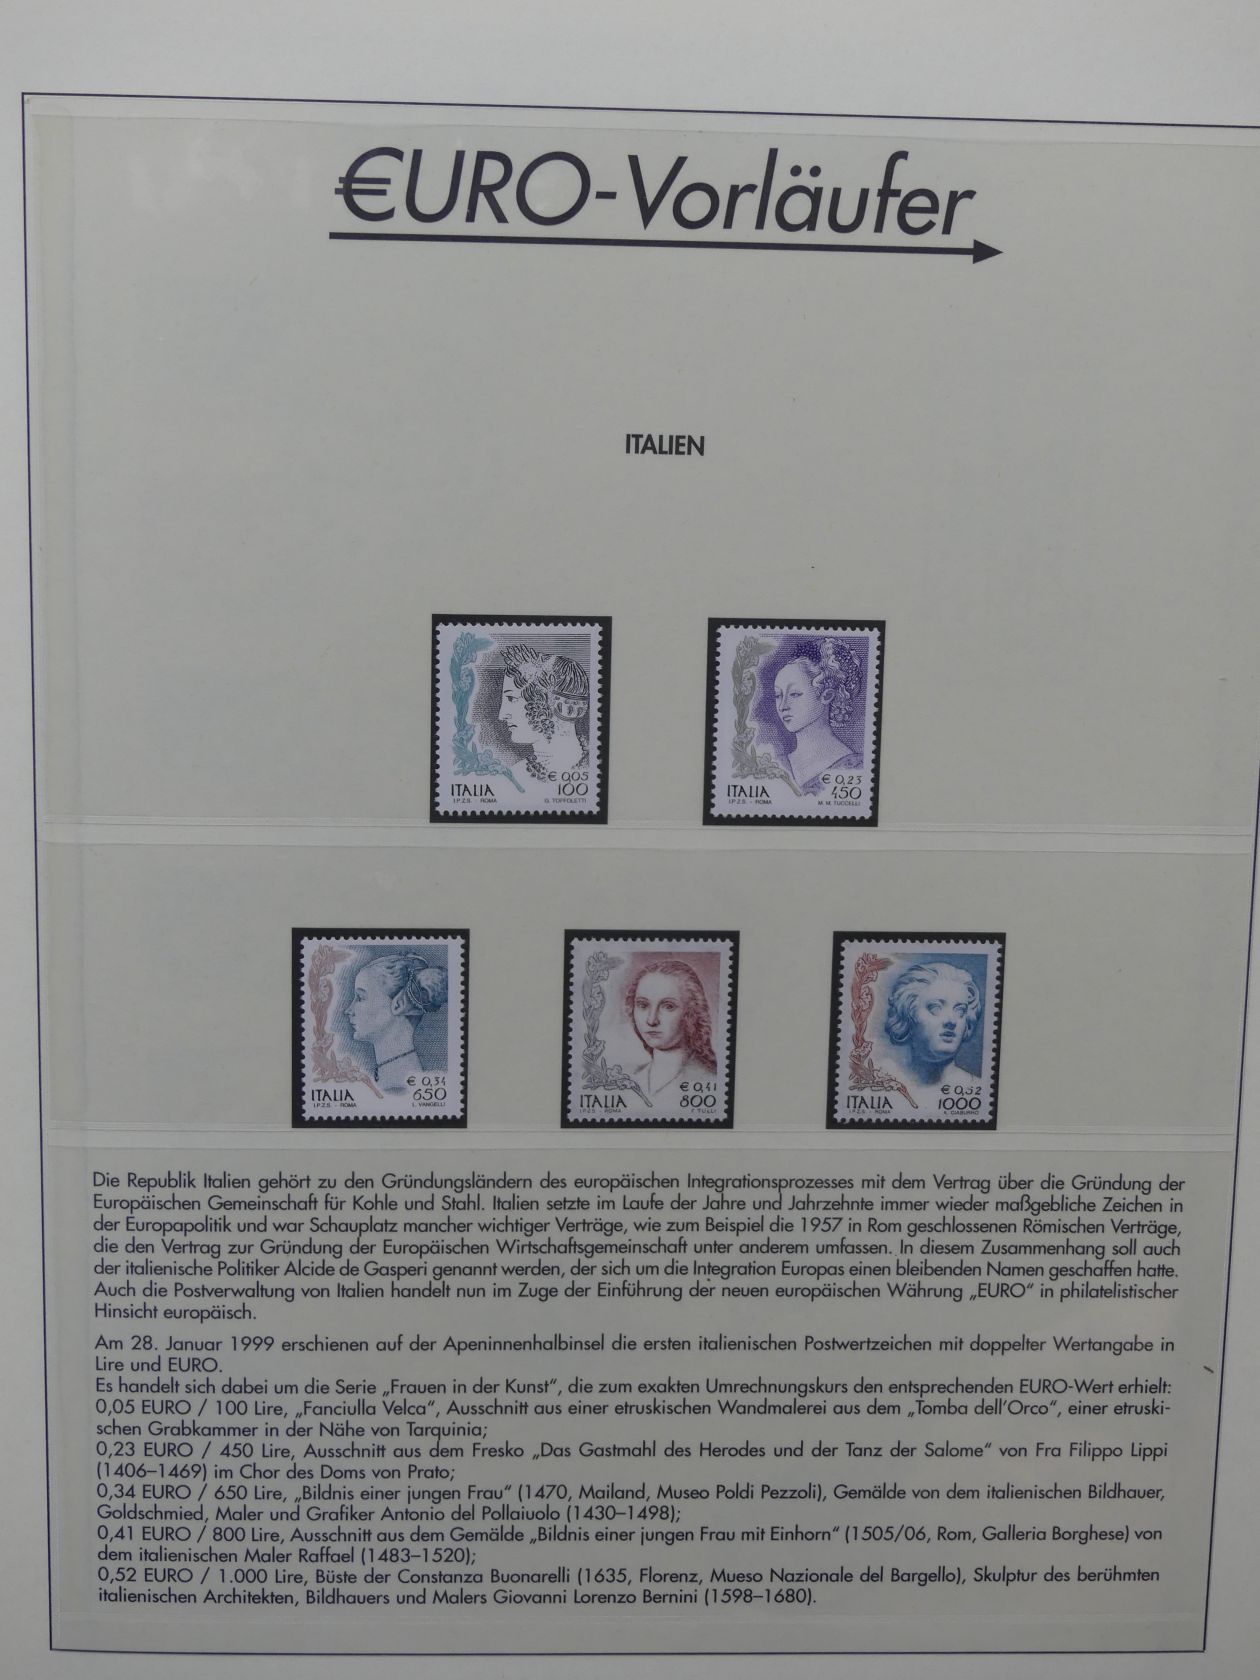 €URO-Vorläufer
ITALIEN
€ 0,05
ITALIA 100
I.P.Z.S. - ROMA G. TOFFOLETTI
€ 0,23
ITALIA 450
I.P.Z.S. - ROMA M. M. TUCCELLI
€ 0,34
ITALIA 650
I.P.Z.S. - ROMA L. VANGELLI
€ 0,41
ITALIA 800
I.P.Z.S. - ROMA F. TULLI
€ 0,52
ITALIA 1000
I.P.Z.S. - ROMA
Die Republik Italien gehört zu den Gründungsländern des europäischen Integrationsprozesses mit dem Vertrag über die Gründung der
Europäischen Gemeinschaft für Kohle und Stahl. Italien setzte im Laufe der Jahre und Jahrzehnte immer wieder maßgebliche Zeichen in
der Europapolitik und war Schauplatz mancher wichtiger Verträge, wie zum Beispiel die 1957 in Rom geschlossenen Römischen Verträge,
die den Vertrag zur Gründung der Europäischen Wirtschaftsgemeinschaft unter anderem umfassen. In diesem Zusammenhang soll auch
der italienische Politiker Alcide de Gasperi genannt werden, der sich um die Integration Europas einen bleibenden Namen geschaffen hatte.
Auch die Postverwaltung von Italien handelt nun im Zuge der Einführung der neuen europäischen Währung „EURO“ in philatelistischer
Hinsicht europäisch.
Am 28. Januar 1999 erschienen auf der Apeninnenhalbinsel die ersten italienischen Postwertzeichen mit doppelter Wertangabe in
Lire und EURO.
Es handelt sich dabei um die Serie „Frauen in der Kunst“, die zum exakten Umrechnungskurs den entsprechenden EURO-Wert erhielt:
0,05 EURO / 100 Lire, „Fanciulla Velca“, Ausschnitt aus einer etruskischen Wandmalerei aus dem „Tomba dell'Orco“, einer etruski-
schen Grabkammer in der Nähe von Tarquinia;
0,23 EURO / 450 Lire, Ausschnitt aus dem Fresko „Das Gastmahl des Herodes und der Tanz der Salome“ von Fra Filippo Lippi
(1406–1469) im Chor des Doms von Prato;
0,34 EURO / 650 Lire, „Bildnis einer jungen Frau“ (1470, Mailand, Museo Poldi Pezzoli), Gemälde von dem italienischen Bildhauer,
Goldschmied, Maler und Grafiker Antonio del Pollaiuolo (1430–1498);
0,41 EURO / 800 Lire, Ausschnitt aus dem Gemälde „Bildnis einer jungen Frau mit Einhorn“ (1505/06, Rom, Galleria Borghese) von
dem italienischen Maler Raffael (1483–1520);
0,52 EURO / 1.000 Lire, Büste der Constanza Buonarelli (1635, Florenz, Mueso Nazionale del Bargello), Skulptur des berühmten
italienischen Architekten, Bildhauers und Malers Giovanni Lorenzo Bernini (1598–1680).